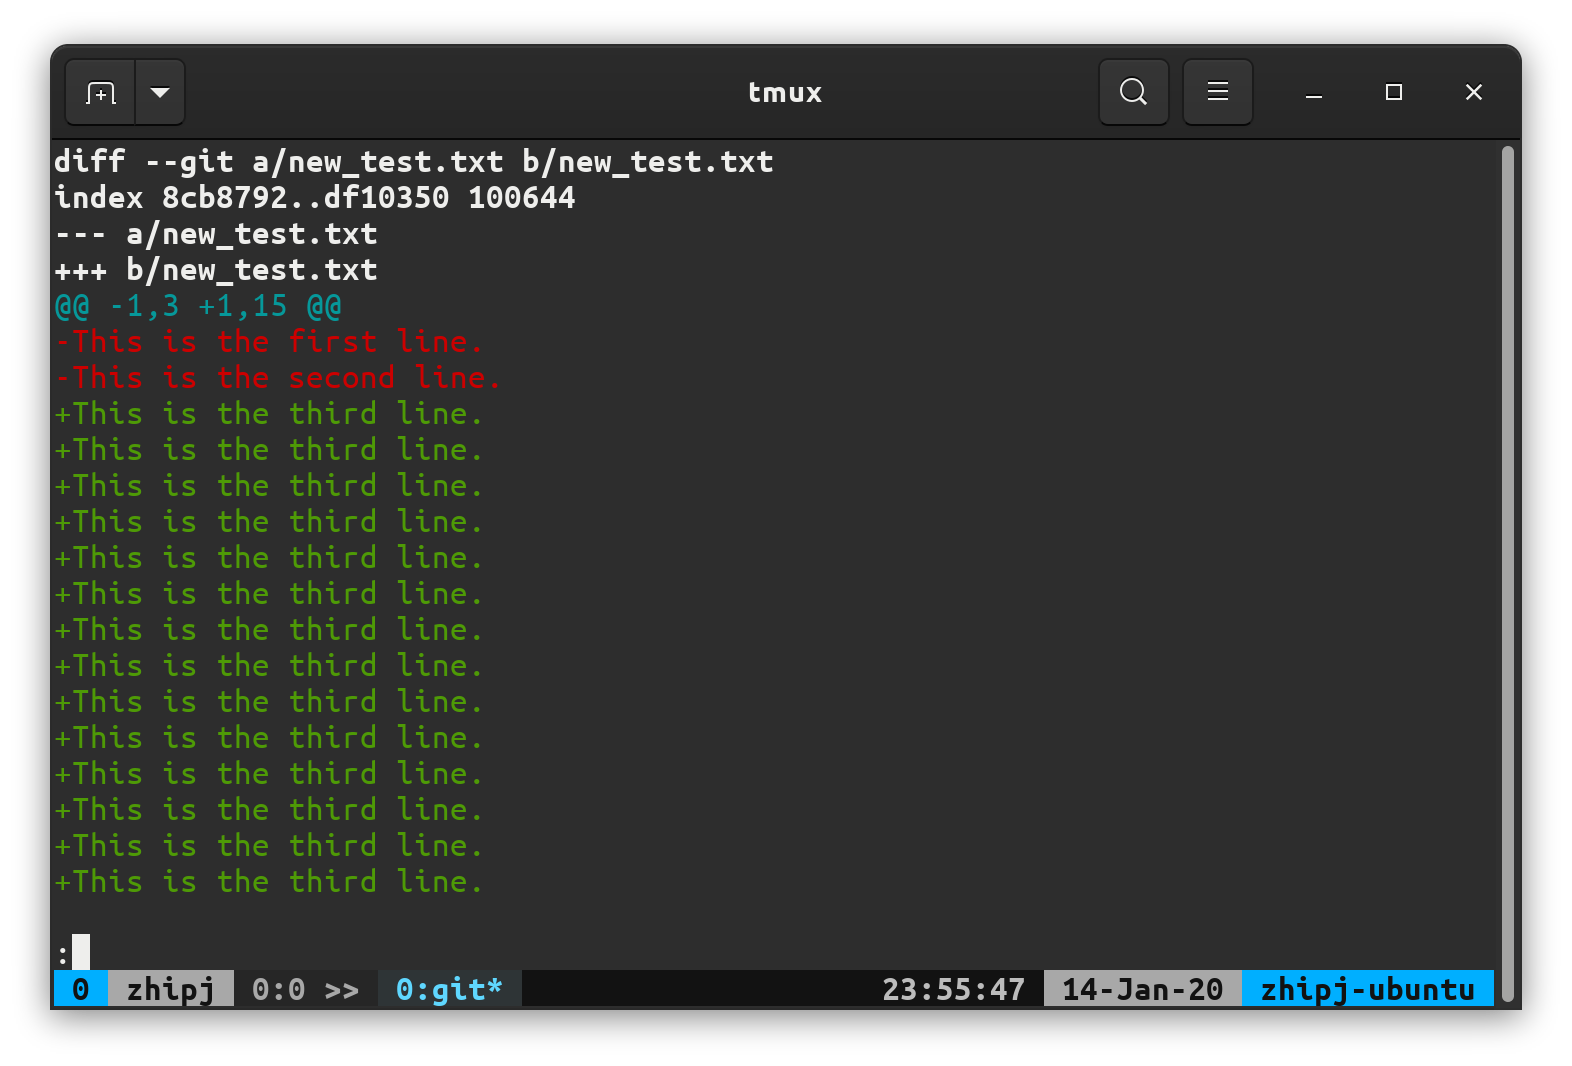 tmux
diff --git a/new_test.txt b/new_test.txt
index 8cb8792..df10350 100644
--- a/new_test.txt
+++ b/new_test.txt
@@ -1,3 +1,15 @@
-This is the first line.
-This is the second line.
+This is the third line.
+This is the third line.
+This is the third line.
+This is the third line.
+This is the third line.
+This is the third line.
+This is the third line.
+This is the third line.
+This is the third line.
+This is the third line.
+This is the third line.
+This is the third line.
+This is the third line.
+This is the third line.
:
0 zhipj 0:0 >> 0:git* 23:55:47 14-Jan-20 zhipj-ubuntu